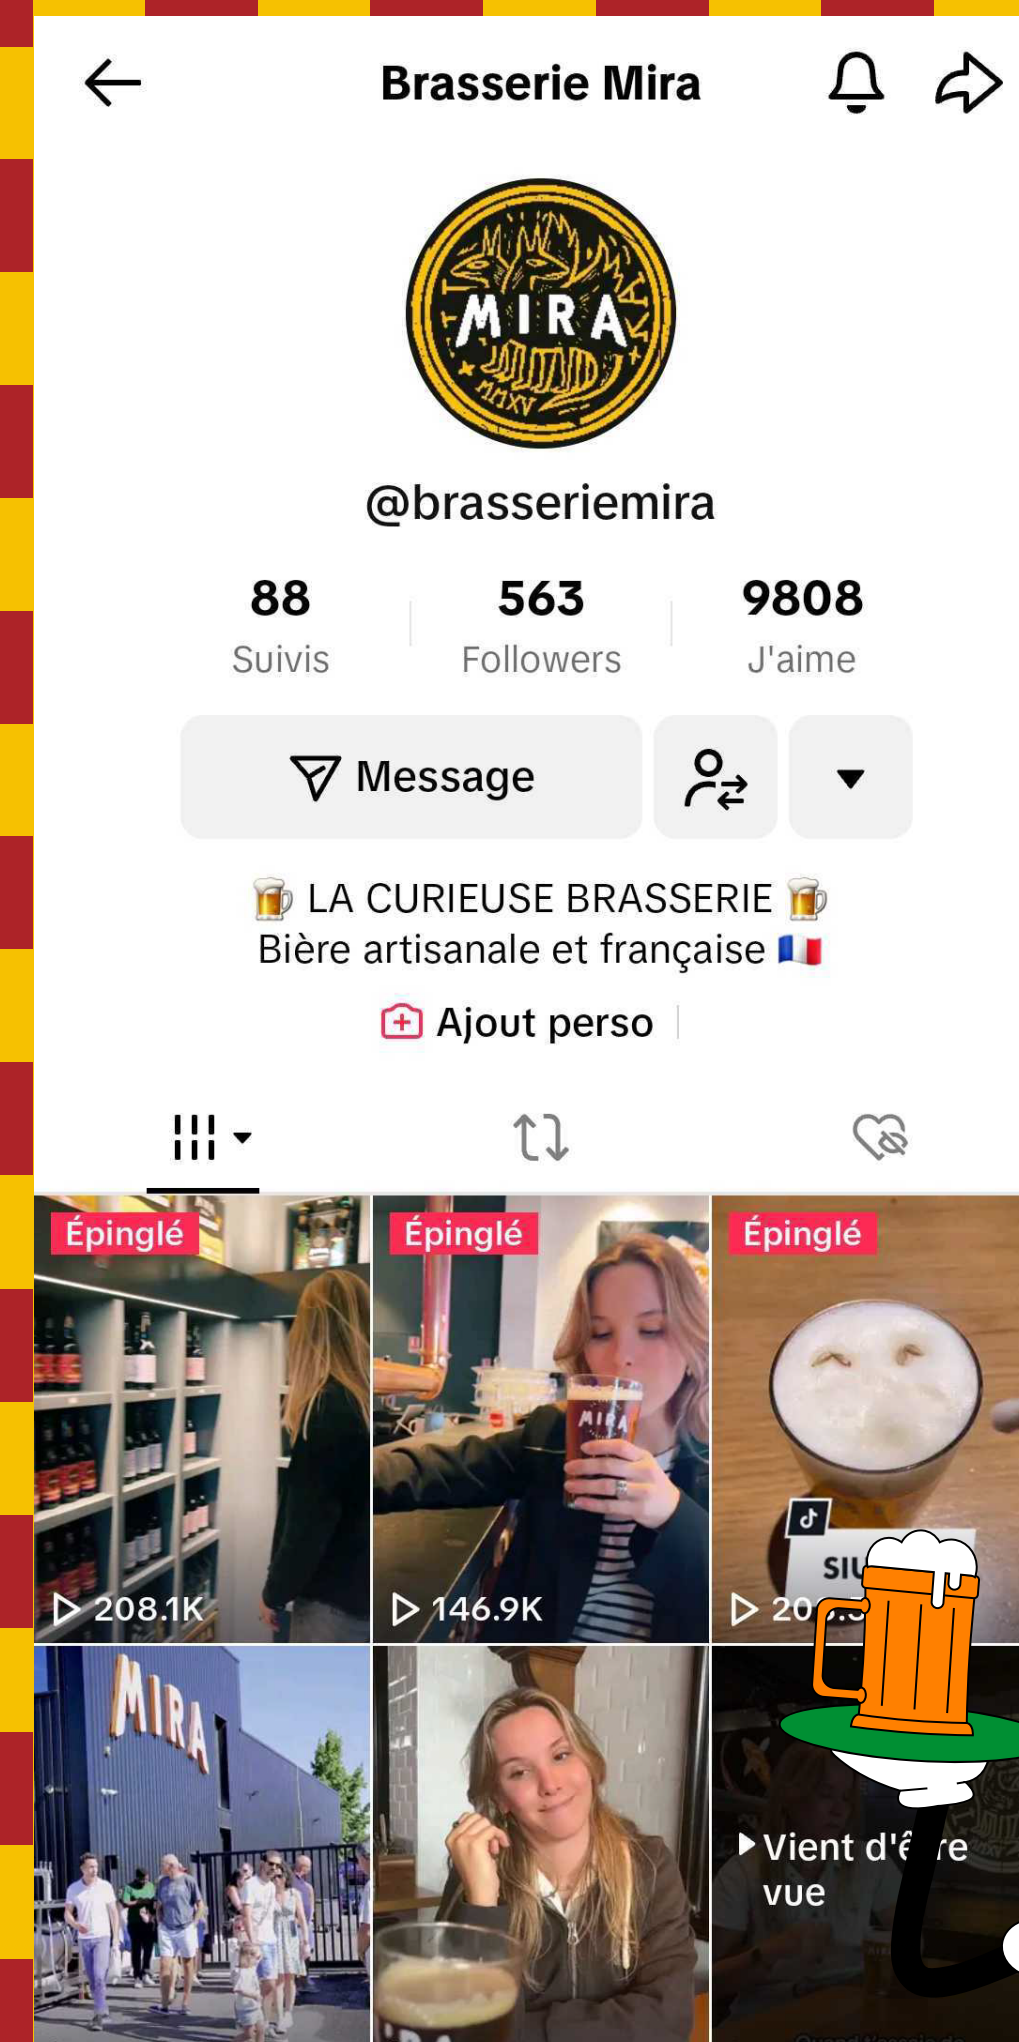 Brasserie Mira
MIRA
MMXV
@brasseriemira
88
Suivis
563
Followers
9808
J'aime
Message
LA CURIEUSE BRASSERIE
Bière artisanale et française
Ajout perso
Épinglé
Épinglé
Épinglé
MIRA
208.1K
146.9K
MIRA
Vient d'être
vue